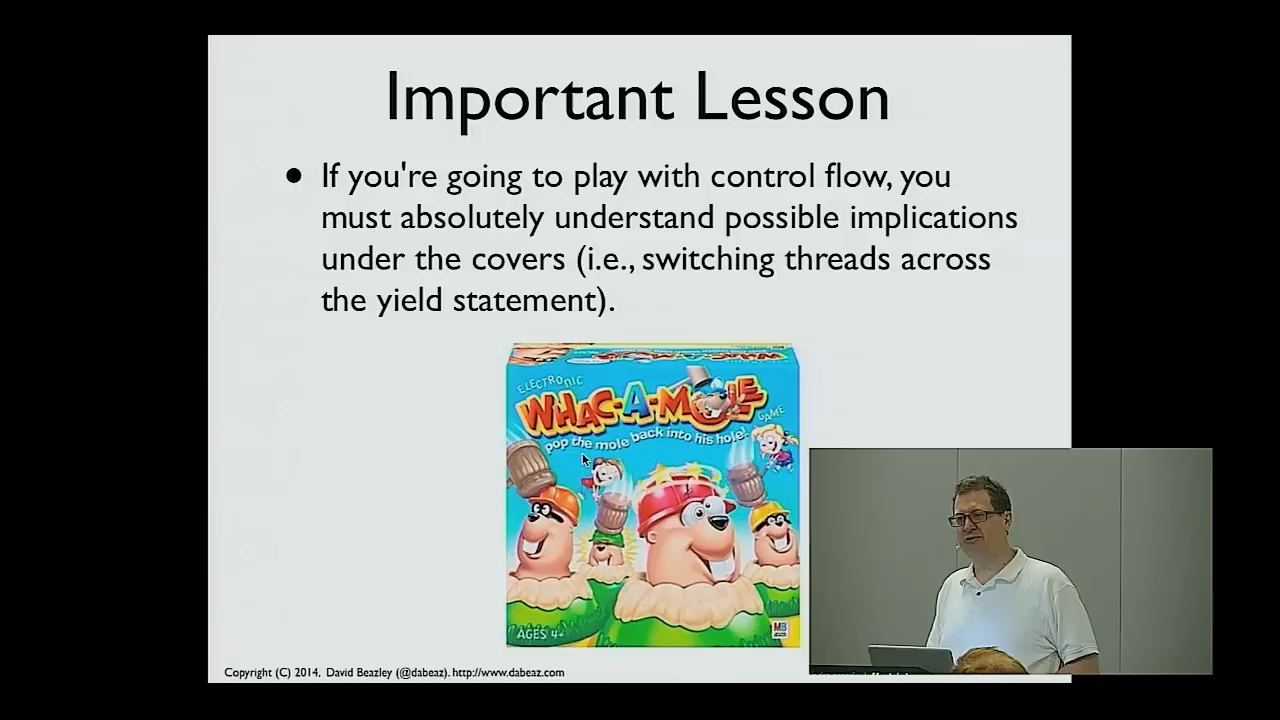 Important Lesson
• If you're going to play with control flow, you
must absolutely understand possible implications
under the covers (i.e., switching threads across
the yield statement).
ELECTRONIC
WHAC-A-MOLE
GAME
pop the mole back into his hole!
AGES 4+
MB
Copyright (C) 2014, David Beazley (@dabeaz). http://www.dabeaz.com